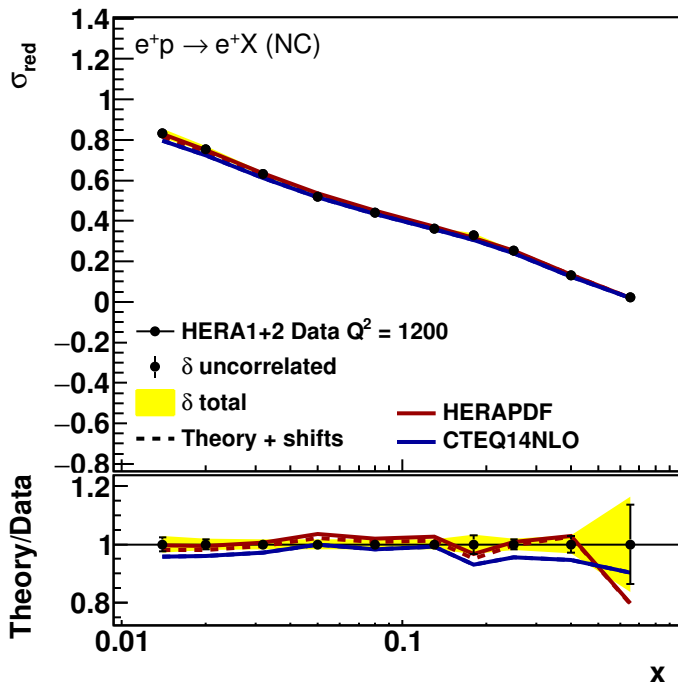 σred
e⁺p → e⁺X (NC)
1.4
1.2
1
0.8
0.6
0.4
0.2
0
−0.2
−0.4
−0.6
−0.8
HERA1+2 Data Q² = 1200
δ uncorrelated
δ total
Theory + shifts
HERAPDF
CTEQ14NLO
Theory/Data
1.2
1
0.8
0.01
0.1
1
x